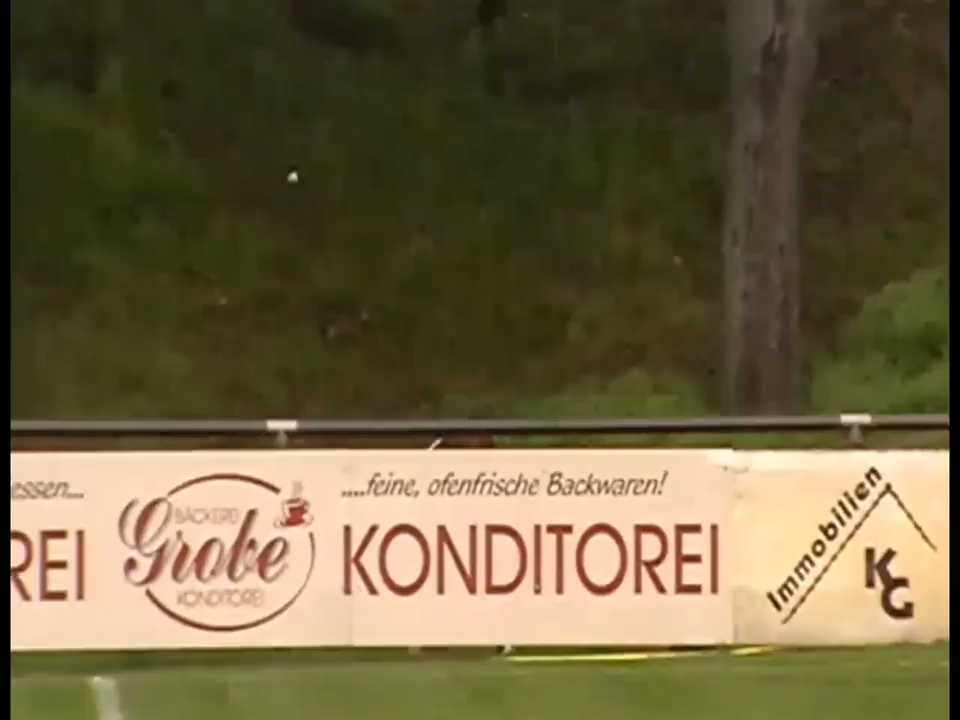 essen...
REI
BÄCKEREI
Grobe
KONDITOREI
....feine, ofenfrische Backwaren!
KONDITOREI
Immobilien
KG